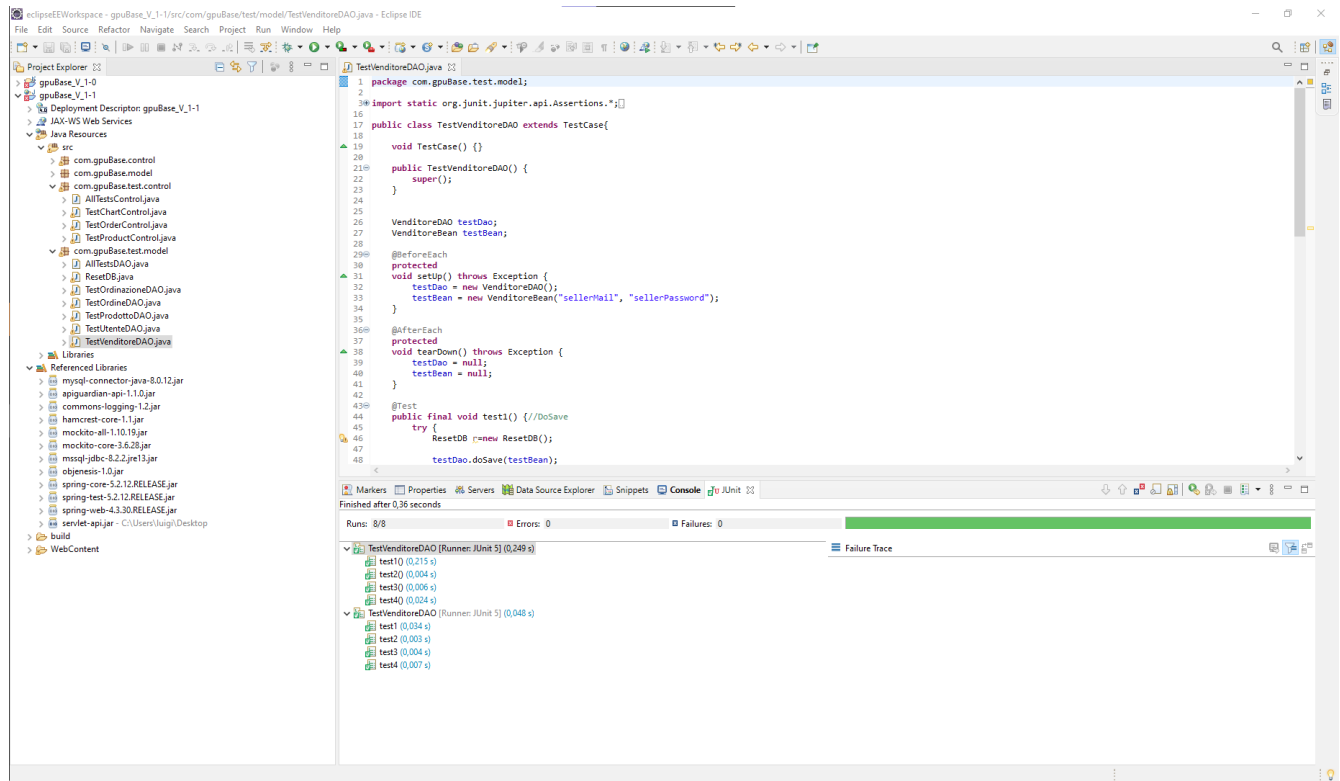 eclipseEEWorkspace - gpuBase_V_1-1/src/com/gpuBase/test/model/TestVenditoreDAO.java - Eclipse IDE
File Edit Source Refactor Navigate Search Project Run Window Help
Project Explorer
gpuBase_V_1-0
gpuBase_V_1-1
Deployment Descriptor: gpuBase_V_1-1
JAX-WS Web Services
Java Resources
src
com.gpuBase.control
com.gpuBase.model
com.gpuBase.test.control
AllTestsControl.java
TestChartControl.java
TestOrderControl.java
TestProductControl.java
com.gpuBase.test.model
AllTestsDAO.java
ResetDB.java
TestOrdinazioneDAO.java
TestOrdineDAO.java
TestProdottoDAO.java
TestUtenteDAO.java
TestVenditoreDAO.java
Libraries
Referenced Libraries
mysql-connector-java-8.0.12.jar
apiguardian-api-1.1.0.jar
commons-logging-1.2.jar
hamcrest-core-1.1.jar
mockito-all-1.10.19.jar
mockito-core-3.6.28.jar
mssql-jdbc-8.2.2.jre13.jar
objenesis-1.0.jar
spring-core-5.2.12.RELEASE.jar
spring-test-5.2.12.RELEASE.jar
spring-web-4.3.30.RELEASE.jar
servlet-api.jar - C:\Users\luigi\Desktop
build
WebContent
TestVenditoreDAO.java
1 package com.gpuBase.test.model;
2
3 import static org.junit.jupiter.api.Assertions.*;
16
17 public class TestVenditoreDAO extends TestCase{
18
19 void TestCase() {}
20
21 public TestVenditoreDAO() {
22 super();
23 }
24
25
26 VenditoreDAO testDao;
27 VenditoreBean testBean;
28
29 @BeforeEach
30 protected
31 void setUp() throws Exception {
32 testDao = new VenditoreDAO();
33 testBean = new VenditoreBean("sellerMail", "sellerPassword");
34 }
35
36 @AfterEach
37 protected
38 void tearDown() throws Exception {
39 testDao = null;
40 testBean = null;
41 }
42
43 @Test
44 public final void test1() {//DoSave
45 try {
46 ResetDB r=new ResetDB();
47
48 testDao.doSave(testBean);
Markers Properties Servers Data Source Explorer Snippets Console JUnit
Finished after 0,36 seconds
Runs: 8/8 Errors: 0 Failures: 0
TestVenditoreDAO [Runner: JUnit 5] (0,249 s)
Failure Trace
test1() (0,215 s)
test2() (0,004 s)
test3() (0,006 s)
test4() (0,024 s)
TestVenditoreDAO [Runner: JUnit 5] (0,048 s)
test1 (0,034 s)
test2 (0,003 s)
test3 (0,004 s)
test4 (0,007 s)